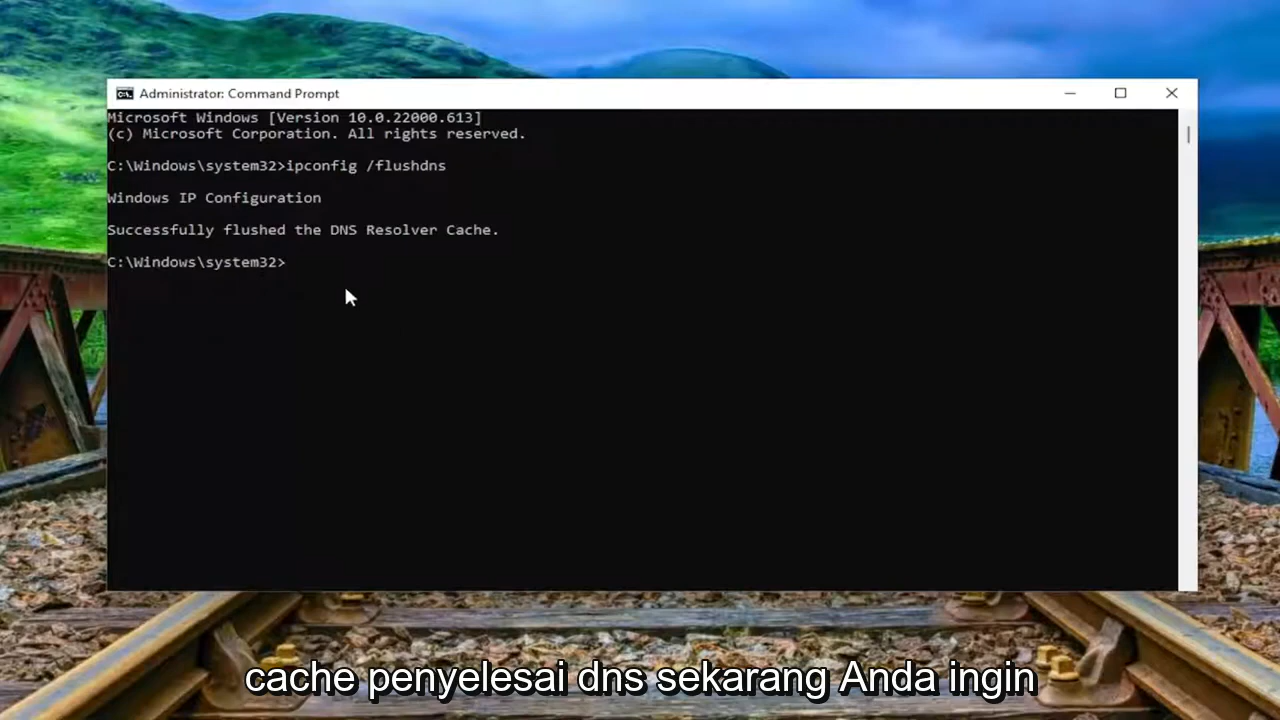 Administrator: Command Prompt
Microsoft Windows [Version 10.0.22000.613]
(c) Microsoft Corporation. All rights reserved.
C:\Windows\system32>ipconfig /flushdns
Windows IP Configuration
Successfully flushed the DNS Resolver Cache.
C:\Windows\system32>
cache penyelesai dns sekarang Anda ingin